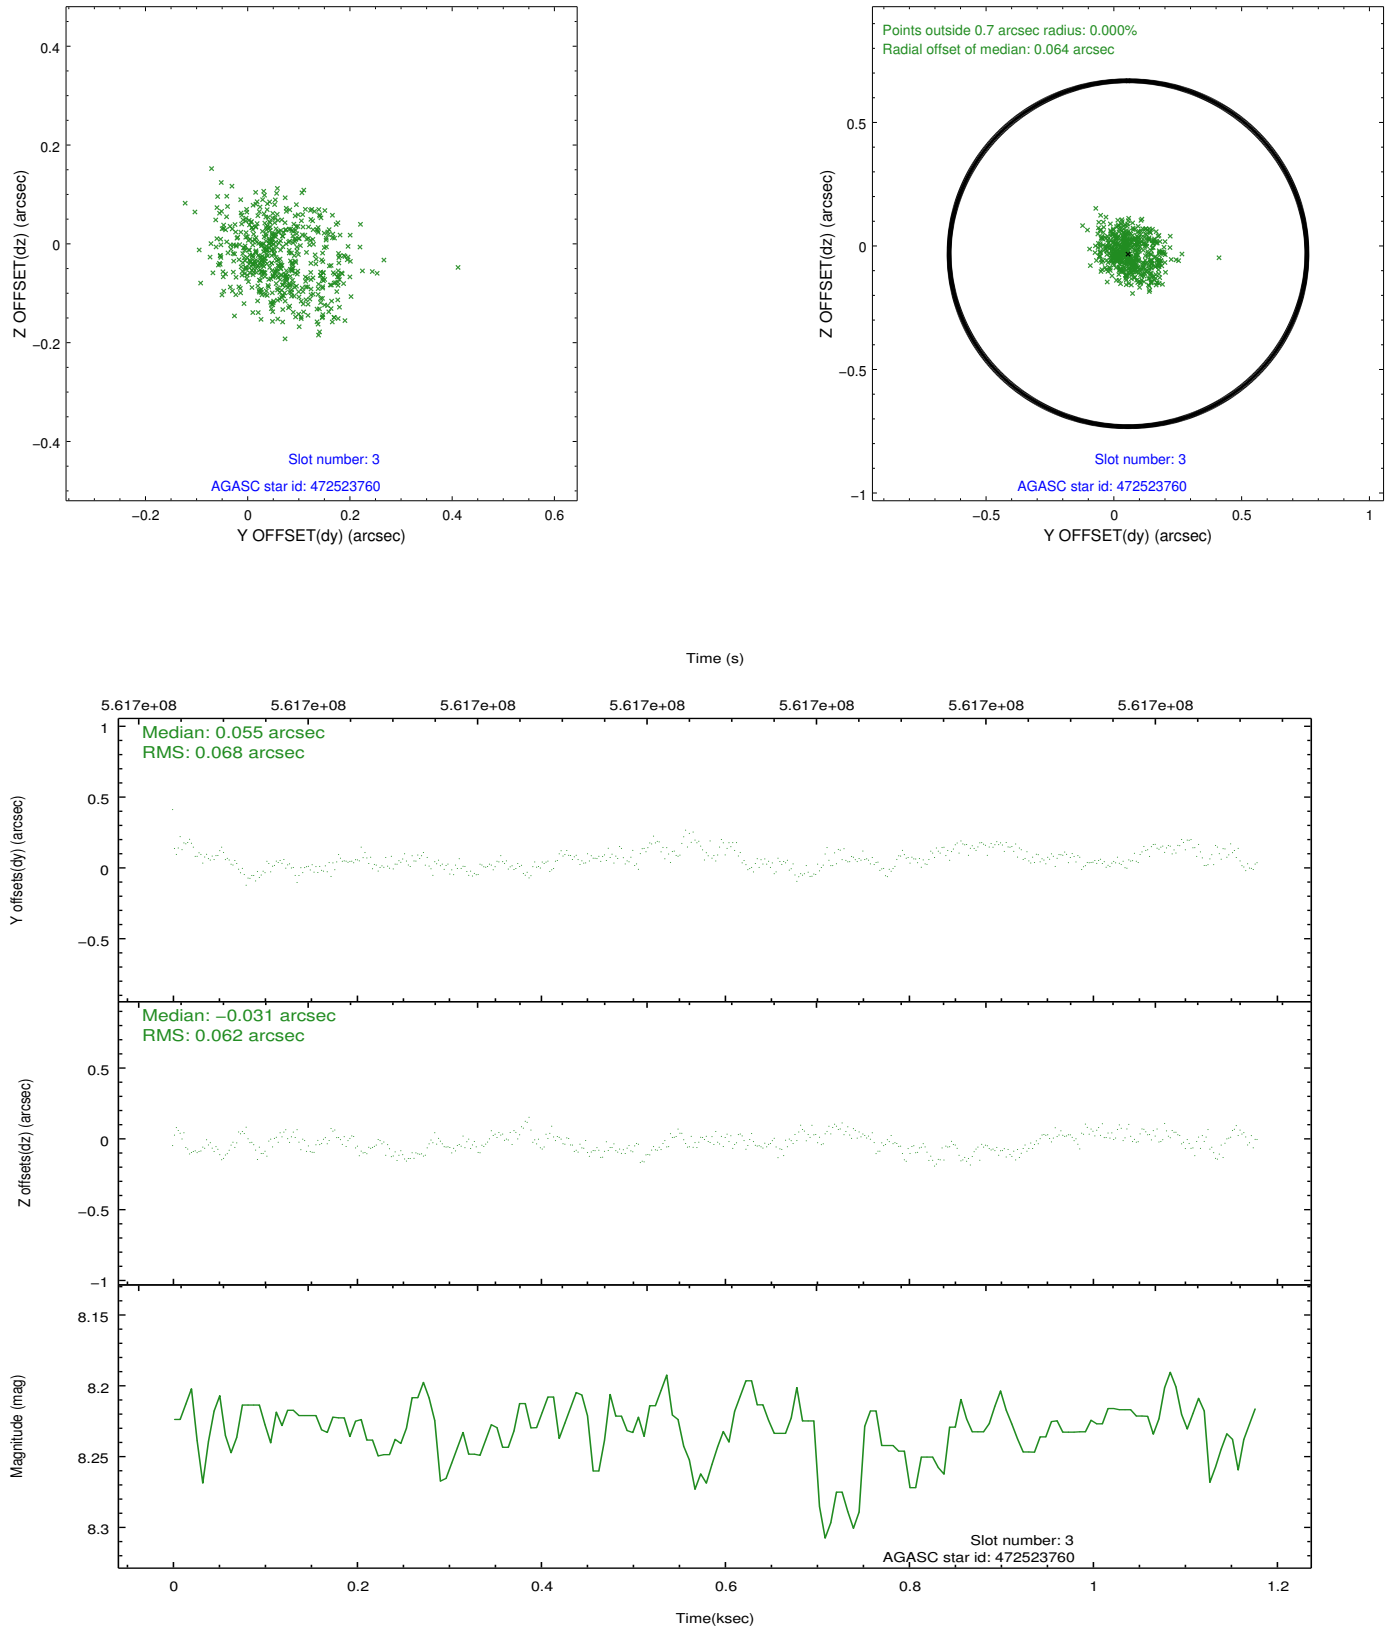 0.4
0.2
0
−0.2
−0.4
Z OFFSET(dz) (arcsec)
Slot number: 3
AGASC star id: 472523760
−0.2 0 0.2 0.4 0.6
Y OFFSET(dy) (arcsec)
Points outside 0.7 arcsec radius: 0.000%
Radial offset of median: 0.064 arcsec
0.5
0
−0.5
−1
Z OFFSET(dz) (arcsec)
Slot number: 3
AGASC star id: 472523760
−0.5 0 0.5 1
Y OFFSET(dy) (arcsec)
Time (s)
5.617e+08 5.617e+08 5.617e+08 5.617e+08 5.617e+08 5.617e+08 5.617e+08
Median: 0.055 arcsec
RMS: 0.068 arcsec
1
0.5
0
−0.5
Y offsets(dy) (arcsec)
Median: −0.031 arcsec
RMS: 0.062 arcsec
0.5
0
−0.5
−1
Z offsets(dz) (arcsec)
8.15
8.2
8.25
8.3
Magnitude (mag)
Slot number: 3
AGASC star id: 472523760
0 0.2 0.4 0.6 0.8 1 1.2
Time(ksec)